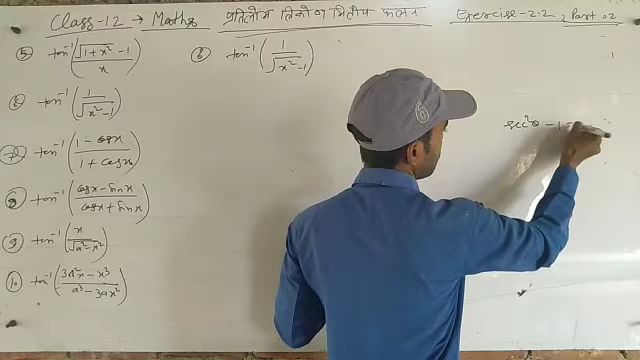 Class-12 → Maths प्रतिलोम त्रिकोणमितीय फलन Exercise-2.2, Part-02
⑤ tan⁻¹(√1+x² -1 / x)
⑥ tan⁻¹(1/√x²-1)
⑥ tan⁻¹(1/√x²-1)
⑦ tan⁻¹(1-cosx / 1+cosx)
⑧ tan⁻¹(cosx-sinx / cosx+sinx)
⑨ tan⁻¹(x/√a²-x²)
⑩ tan⁻¹(3a²x-x³ / a³-3ax²)
sec²θ -1 =
6